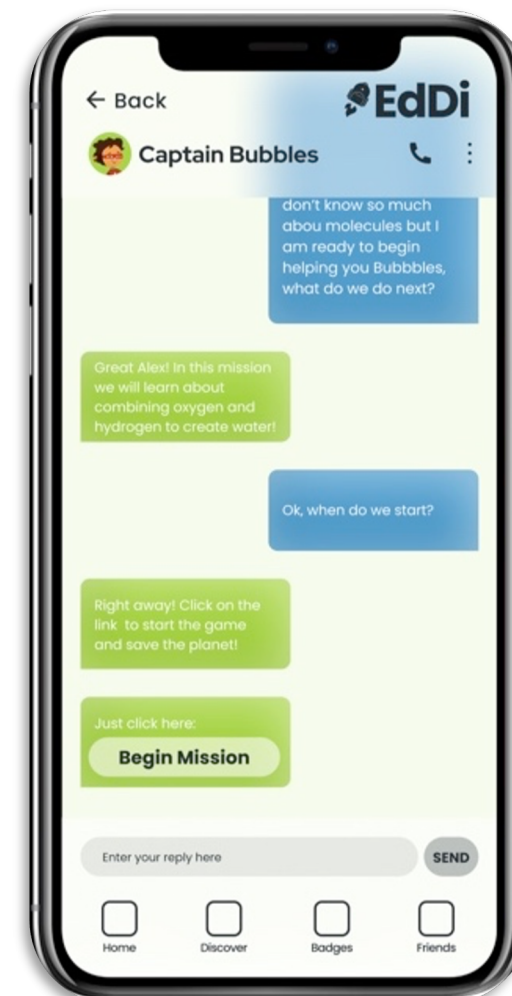 ← Back
EdDi
Captain Bubbles
don't know so much
abou molecules but I
am ready to begin
helping you Bubbbles,
what do we do next?
Great Alex! In this mission
we will learn about
combining oxygen and
hydrogen to create water!
Ok, when do we start?
Right away! Click on the
link to start the game
and save the planet!
Just click here:
Begin Mission
Enter your reply here
SEND
Home
Discover
Badges
Friends